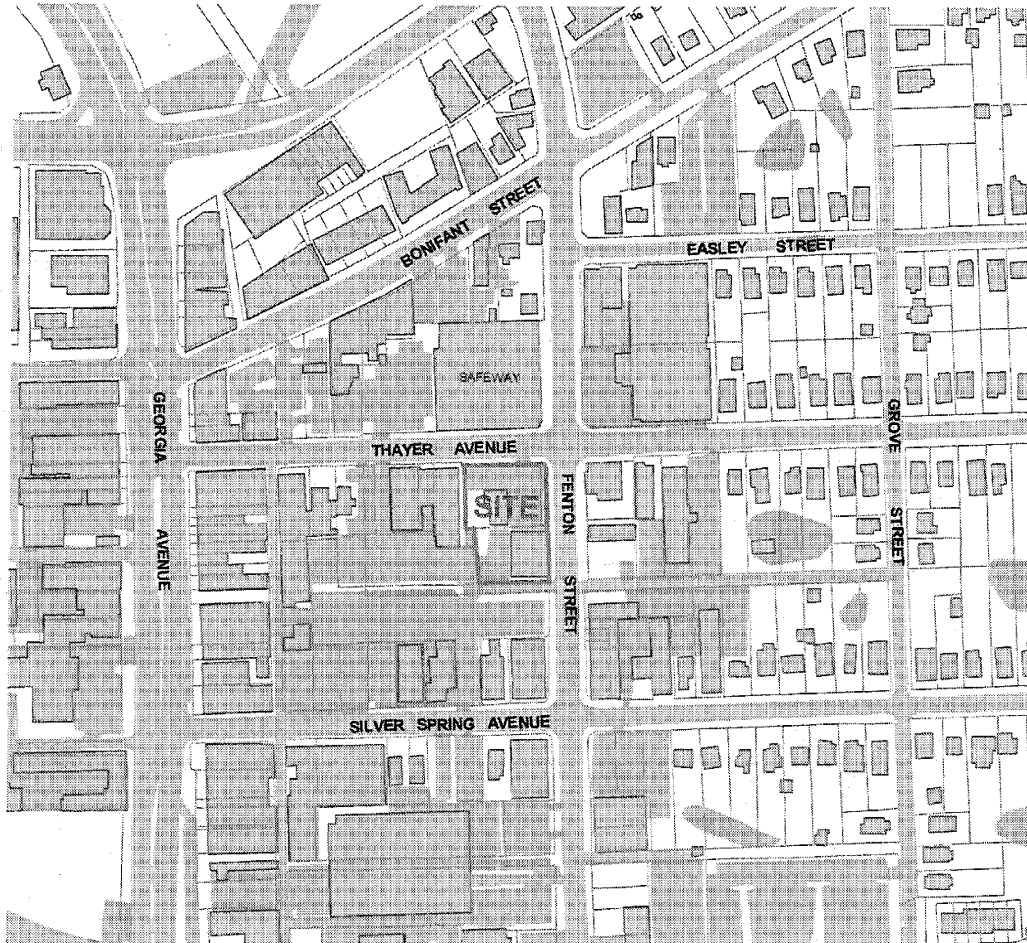 BONIFANT STREET
EASLEY STREET
SAFEWAY
GEORGIA AVENUE
GROVE STREET
THAYER AVENUE
SITE
FENTON STREET
SILVER SPRING AVENUE